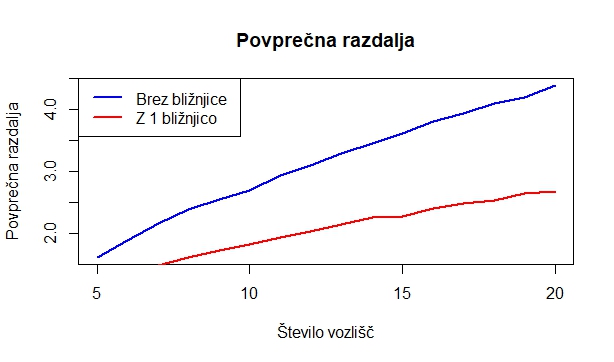 Povprečna razdalja
Brez bližnjice
Z 1 bližnjico
Povprečna razdalja
4.0
3.0
2.0
5 10 15 20
Število vozlišč